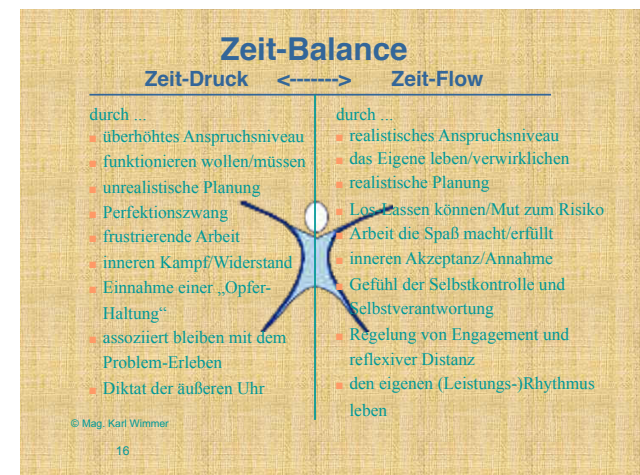 Zeit-Balance
Zeit-Druck <-------> Zeit-Flow
durch ...
überhöhtes Anspruchsniveau
funktionieren wollen/müssen
unrealistische Planung
Perfektionszwang
frustrierende Arbeit
inneren Kampf/Widerstand
Einnahme einer „Opfer-
Haltung“
assoziiert bleiben mit dem
Problem-Erleben
Diktat der äußeren Uhr
durch ...
realistisches Anspruchsniveau
das Eigene leben/verwirklichen
realistische Planung
Los-Lassen können/Mut zum Risiko
Arbeit die Spaß macht/erfüllt
inneren Akzeptanz/Annahme
Gefühl der Selbstkontrolle und
Selbstverantwortung
Regelung von Engagement und
reflexiver Distanz
den eigenen (Leistungs-)Rhythmus
leben
© Mag. Karl Wimmer
16